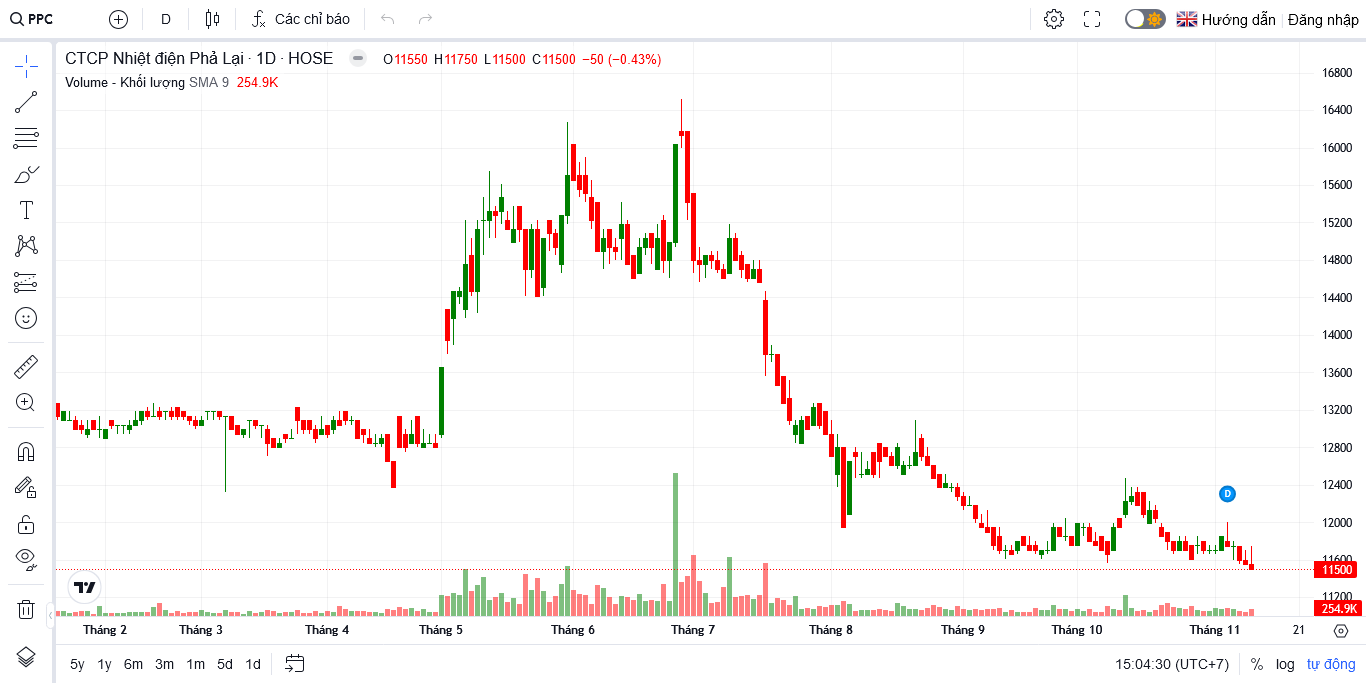 PPC D Các chỉ báo Hướng dẫn Đăng nhập
CTCP Nhiệt điện Phả Lại · 1D · HOSE O11550 H11750 L11500 C11500 −50 (−0.43%)
Volume - Khối lượng SMA 9 254.9K
16800
16400
16000
15600
15200
14800
14400
14000
13600
13200
12800
12400
D
12000
11600
11500
11200
254.9K
Tháng 2 Tháng 3 Tháng 4 Tháng 5 Tháng 6 Tháng 7 Tháng 8 Tháng 9 Tháng 10 Tháng 11 21
5y 1y 6m 3m 1m 5d 1d 15:04:30 (UTC+7) % log tự động